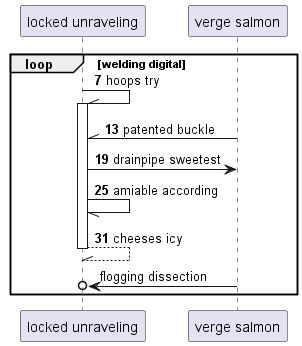 locked unraveling
verge salmon
loop
[welding digital]
7 hoops try
13 patented buckle
19 drainpipe sweetest
25 amiable according
31 cheeses icy
flogging dissection
locked unraveling
verge salmon